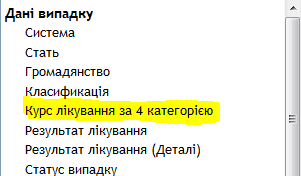 Дані випадку
Система
Стать
Громадянство
Класифікація
Курс лікування за 4 категорією
Результат лікування
Результат лікування (Деталі)
Статус випадку